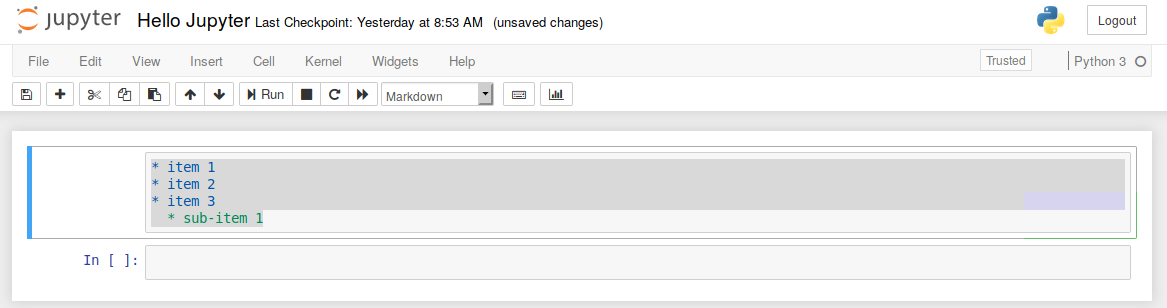 jupyter Hello Jupyter Last Checkpoint: Yesterday at 8:53 AM (unsaved changes) Logout
File Edit View Insert Cell Kernel Widgets Help Trusted Python 3
Run Markdown
* item 1
* item 2
* item 3
* sub-item 1
In [ ]: